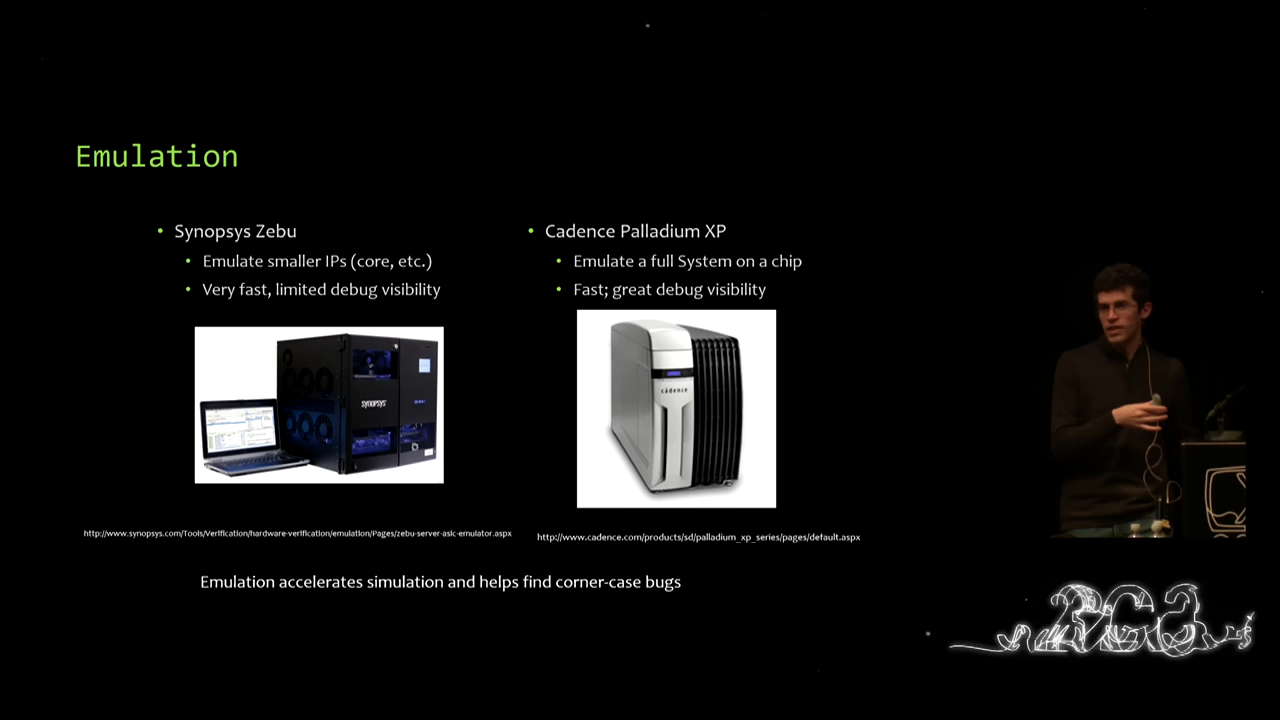 Emulation
• Synopsys Zebu
• Emulate smaller IPs (core, etc.)
• Very fast, limited debug visibility
• Cadence Palladium XP
• Emulate a full System on a chip
• Fast; great debug visibility
SYNOPSYS
cādence
http://www.synopsys.com/Tools/Verification/hardware-verification/emulation/Pages/zebu-server-asic-emulator.aspx
http://www.cadence.com/products/sd/palladium_xp_series/pages/default.aspx
Emulation accelerates simulation and helps find corner-case bugs